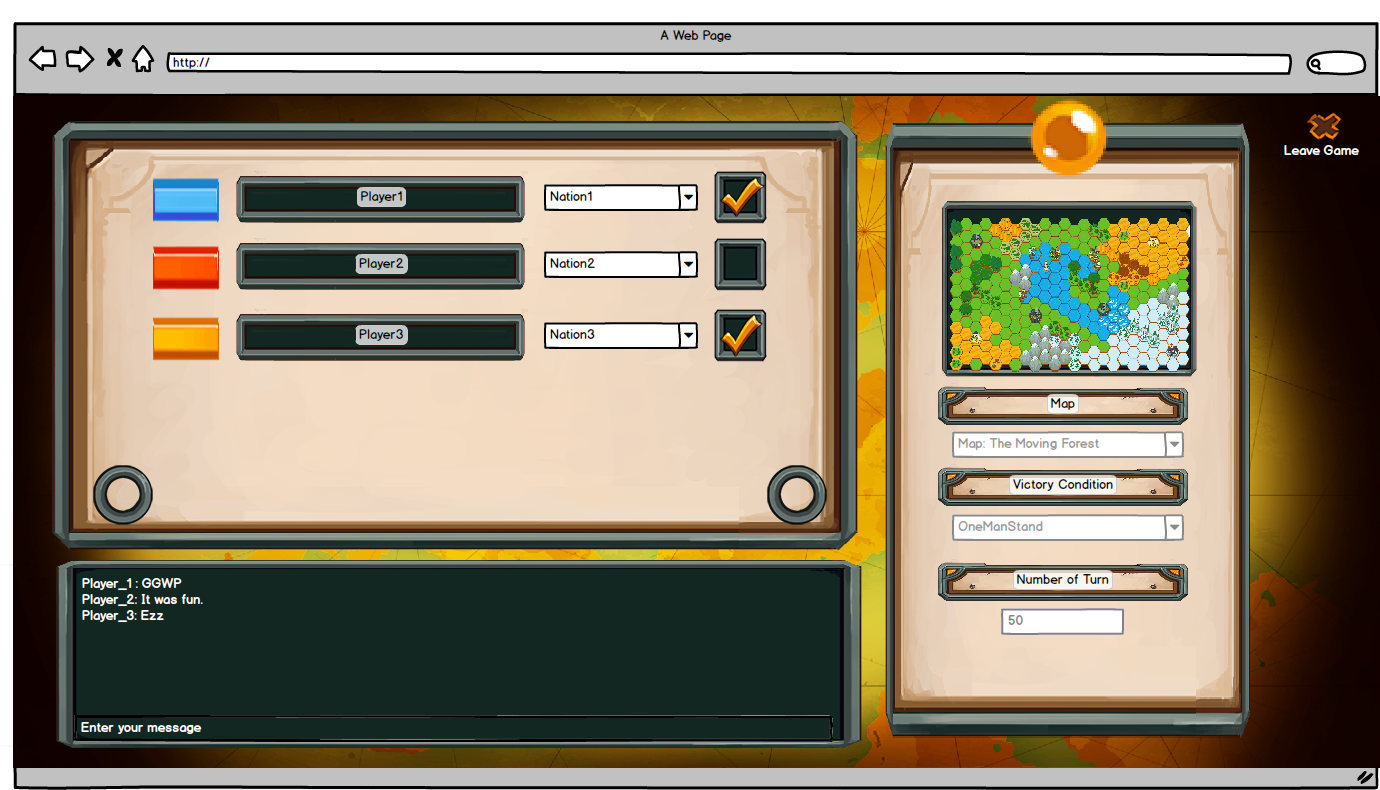 A Web Page
http://
Leave Game
Player1
Nation1
Player2
Nation2
Player3
Nation3
Map
Map: The Moving Forest
Victory Condition
OneManStand
Number of Turn
50
Player_1 : GGWP
Player_2: It was fun.
Player_3: Ezz
Enter your message